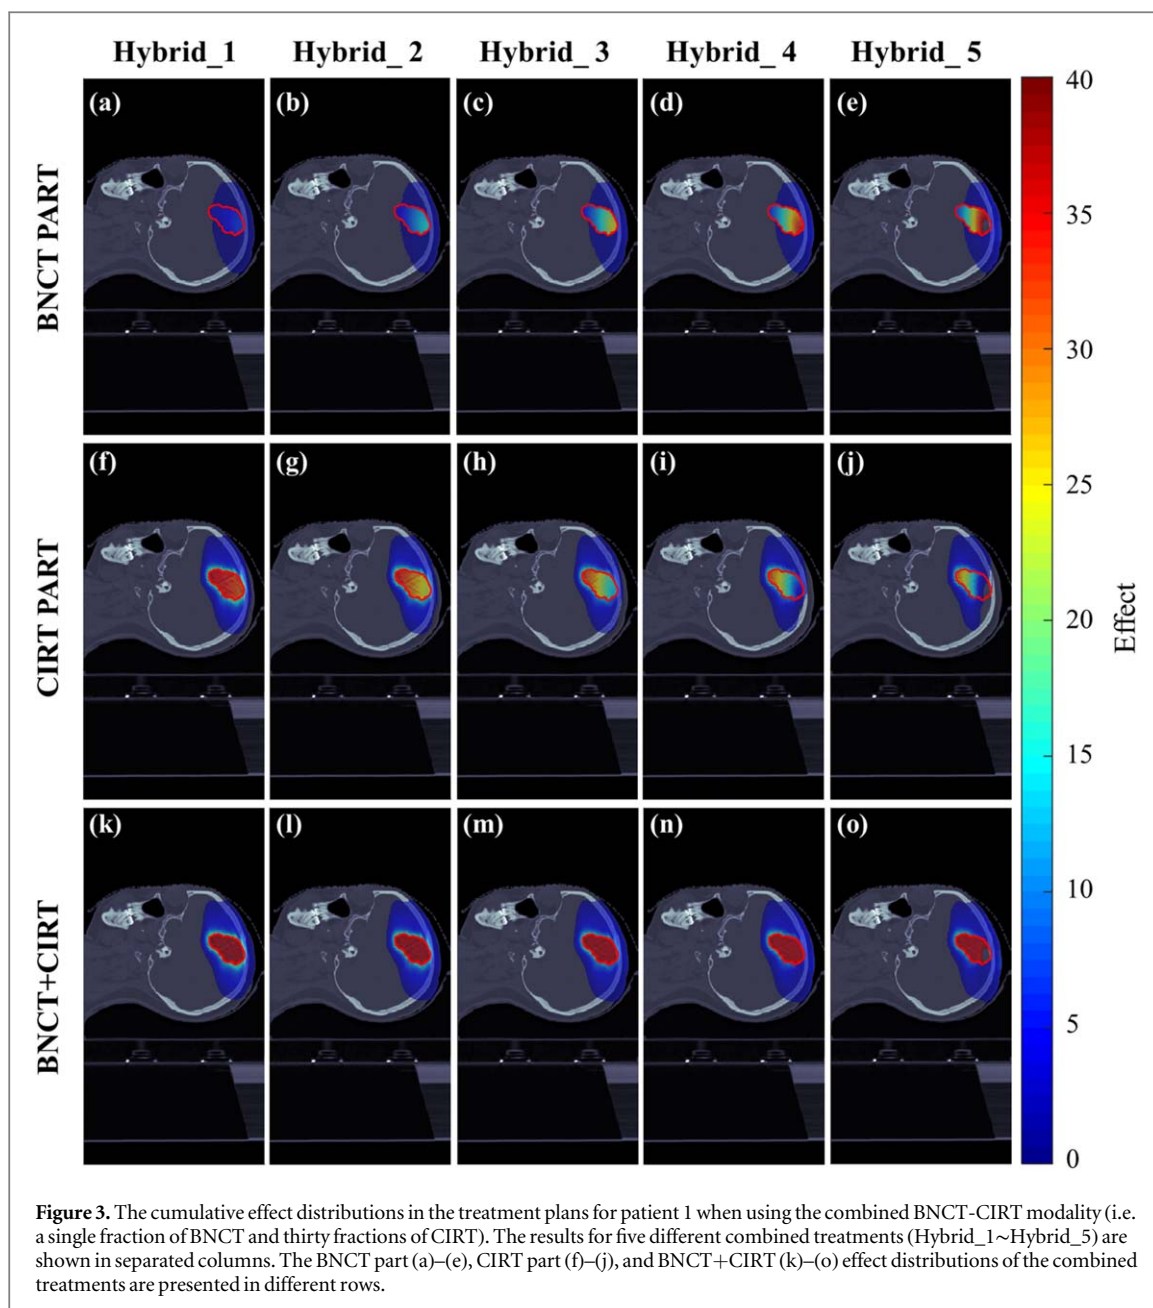 Hybrid_1 Hybrid_ 2 Hybrid_ 3 Hybrid_ 4 Hybrid_ 5
BNCT PART
(a) (b) (c) (d) (e)
CIRT PART
(f) (g) (h) (i) (j)
BNCT+CIRT
(k) (l) (m) (n) (o)
40
35
30
25
20
15
10
5
0
Effect
Figure 3. The cumulative effect distributions in the treatment plans for patient 1 when using the combined BNCT-CIRT modality (i.e.
a single fraction of BNCT and thirty fractions of CIRT). The results for five different combined treatments (Hybrid_1~Hybrid_5) are
shown in separated columns. The BNCT part (a)–(e), CIRT part (f)–(j), and BNCT+CIRT (k)–(o) effect distributions of the combined
treatments are presented in different rows.